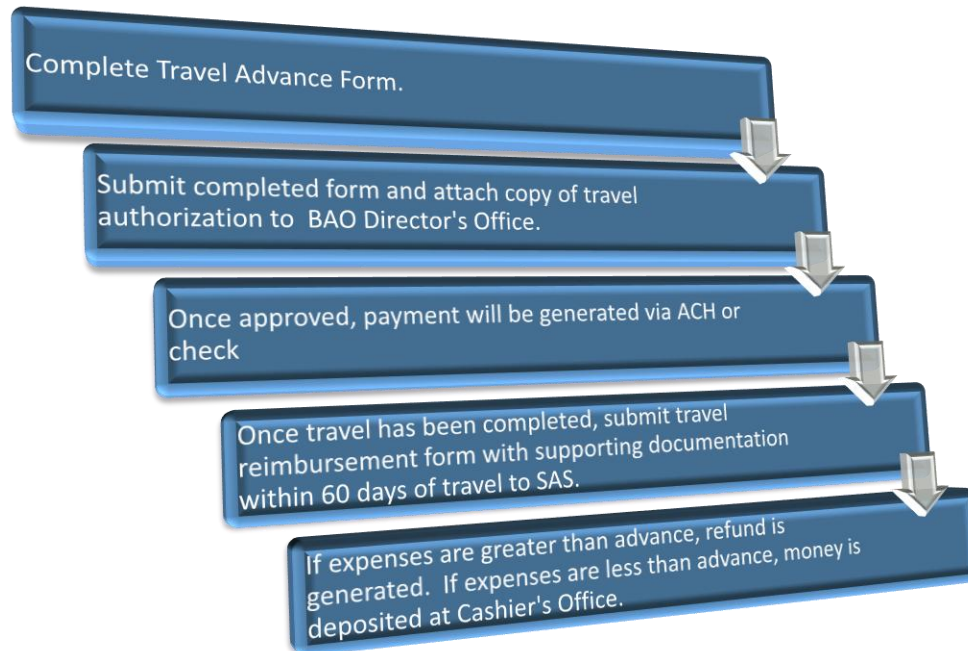 Complete Travel Advance Form.
Submit completed form and attach copy of travel
authorization to  BAO Director's Office.
Once approved, payment will be generated via ACH or
check
Once travel has been completed, submit travel
reimbursement form with supporting documentation
within 60 days of travel to SAS.
If expenses are greater than advance, refund is
generated.  If expenses are less than advance, money is
deposited at Cashier's Office.